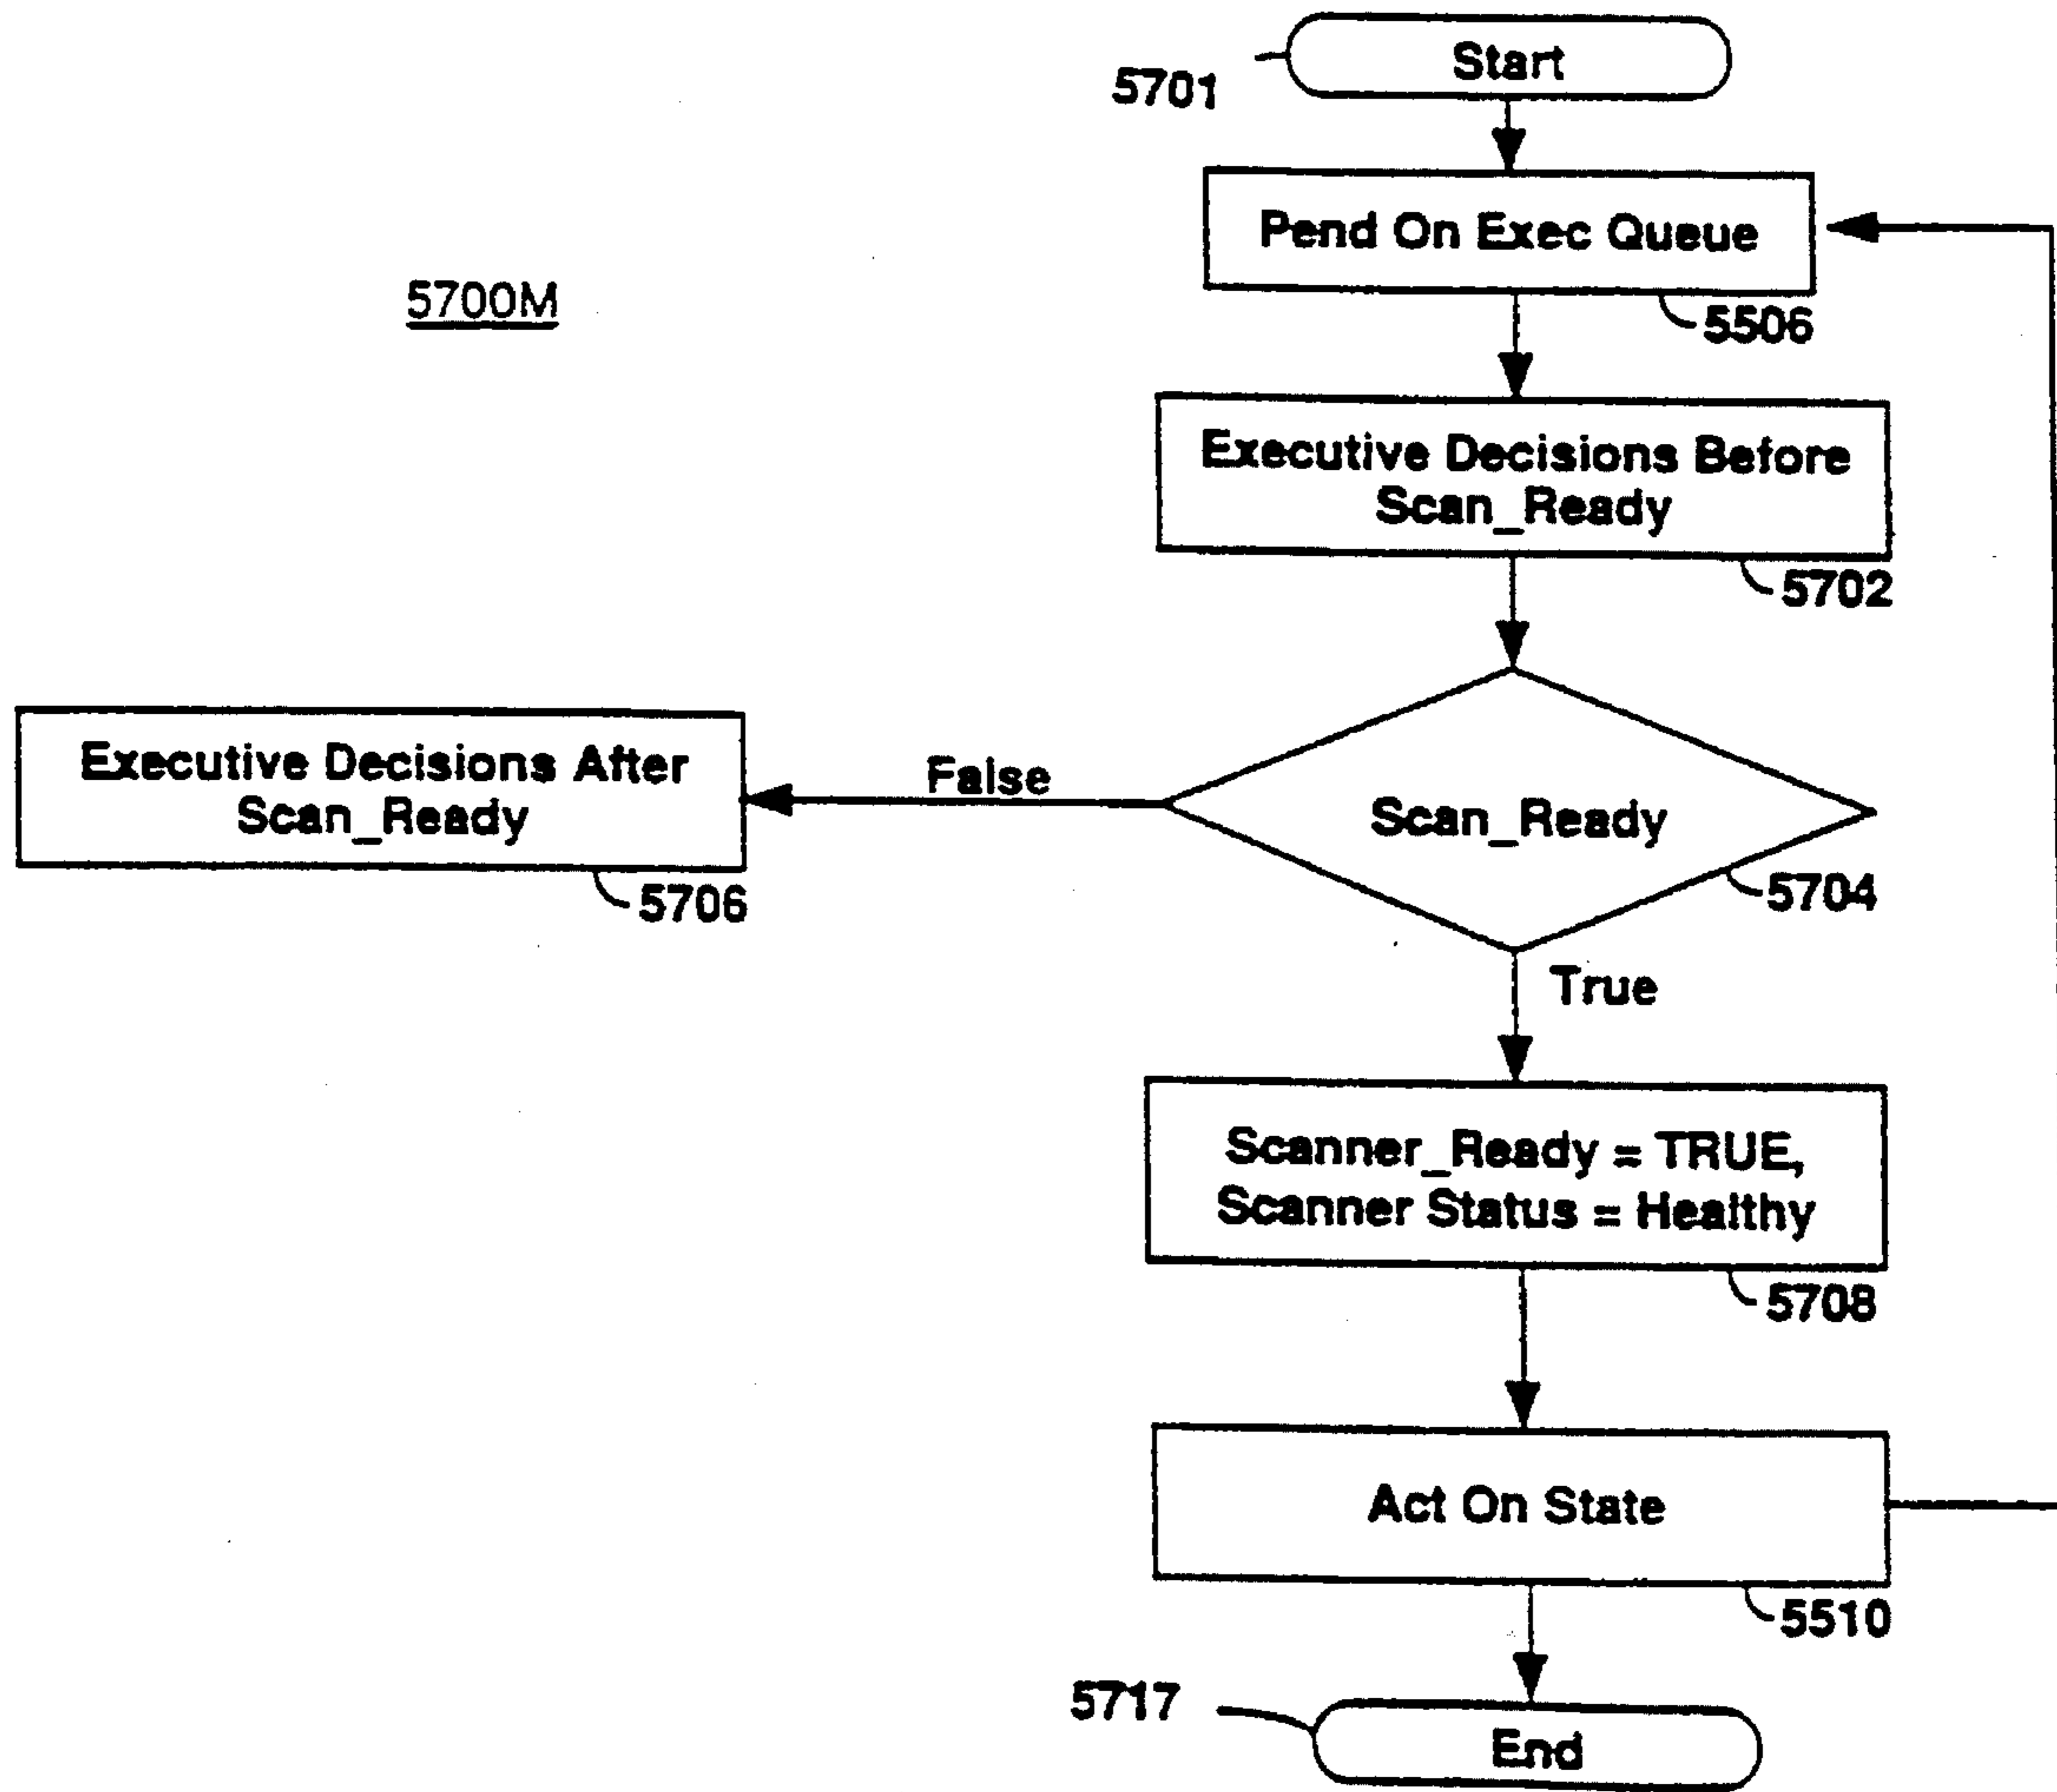 Start
5701
Pend On Exec Queue
5700M
5506
Executive Decisions Before
Scan_Ready
5702
Executive Decisions After
Scan_Ready
False
Scan_Ready
5706
5704
True
Scanner_Ready = TRUE,
Scanner Status = Healthy
5708
Act On State
5510
5717
End